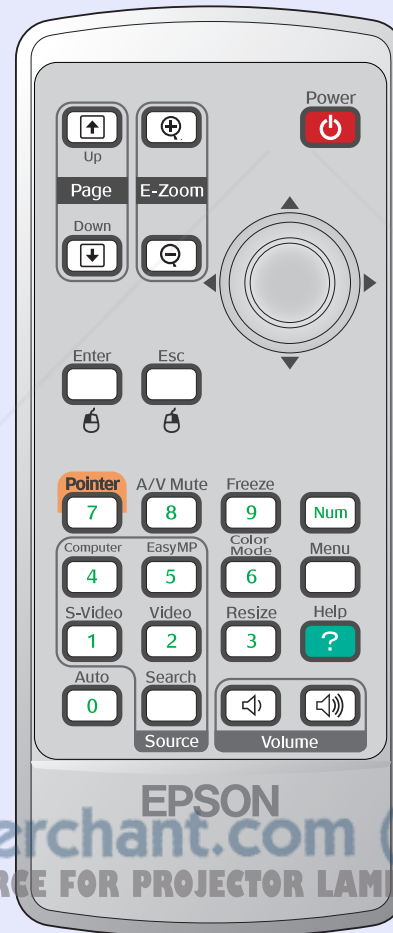 Power
Up
Page E-Zoom
Down
Enter Esc
Pointer A/V Mute Freeze
7 8 9 Num
Computer EasyMP Color Mode Menu
4 5 6
S-Video Video Resize Help
1 2 3 ?
Auto Search
0
Source Volume
EPSON
erchant.com (
FOR PROJECTOR